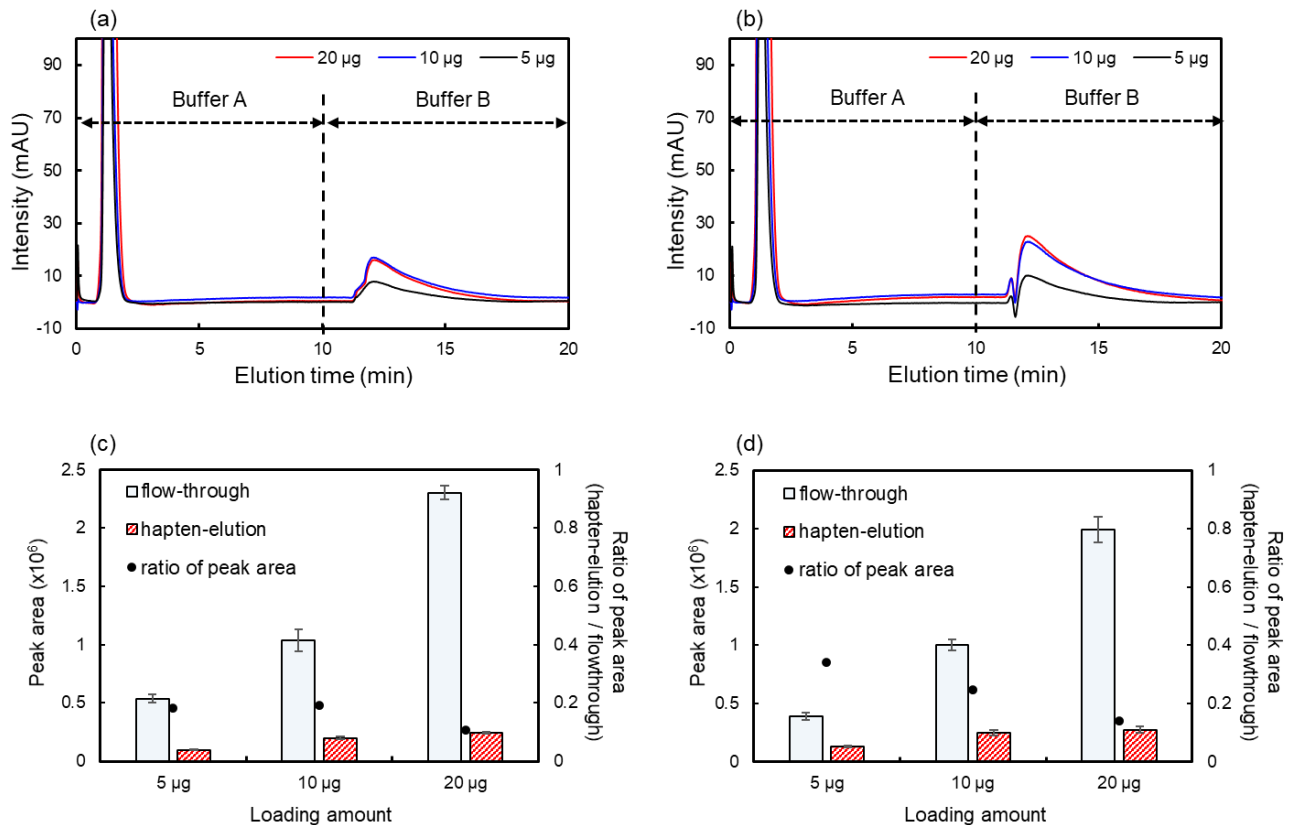 (a)
20 µg 10 µg 5 µg
Buffer A Buffer B
90
70
50
30
10
-10
0 5 10 15 20
Intensity (mAU)
Elution time (min)
(b)
20 µg 10 µg 5 µg
Buffer A Buffer B
90
70
50
30
10
-10
0 5 10 15 20
Intensity (mAU)
Elution time (min)
(c)
2.5
2
1.5
1
0.5
0
Peak area (x10⁶)
flow-through
hapten-elution
ratio of peak area
1
0.8
0.6
0.4
0.2
0
Ratio of peak area
(hapten-elution / flowthrough)
5 µg 10 µg 20 µg
Loading amount
(d)
2.5
2
1.5
1
0.5
0
Peak area (x10⁶)
flow-through
hapten-elution
ratio of peak area
1
0.8
0.6
0.4
0.2
0
Ratio of peak area
(hapten-elution / flowthrough)
5 µg 10 µg 20 µg
Loading amount